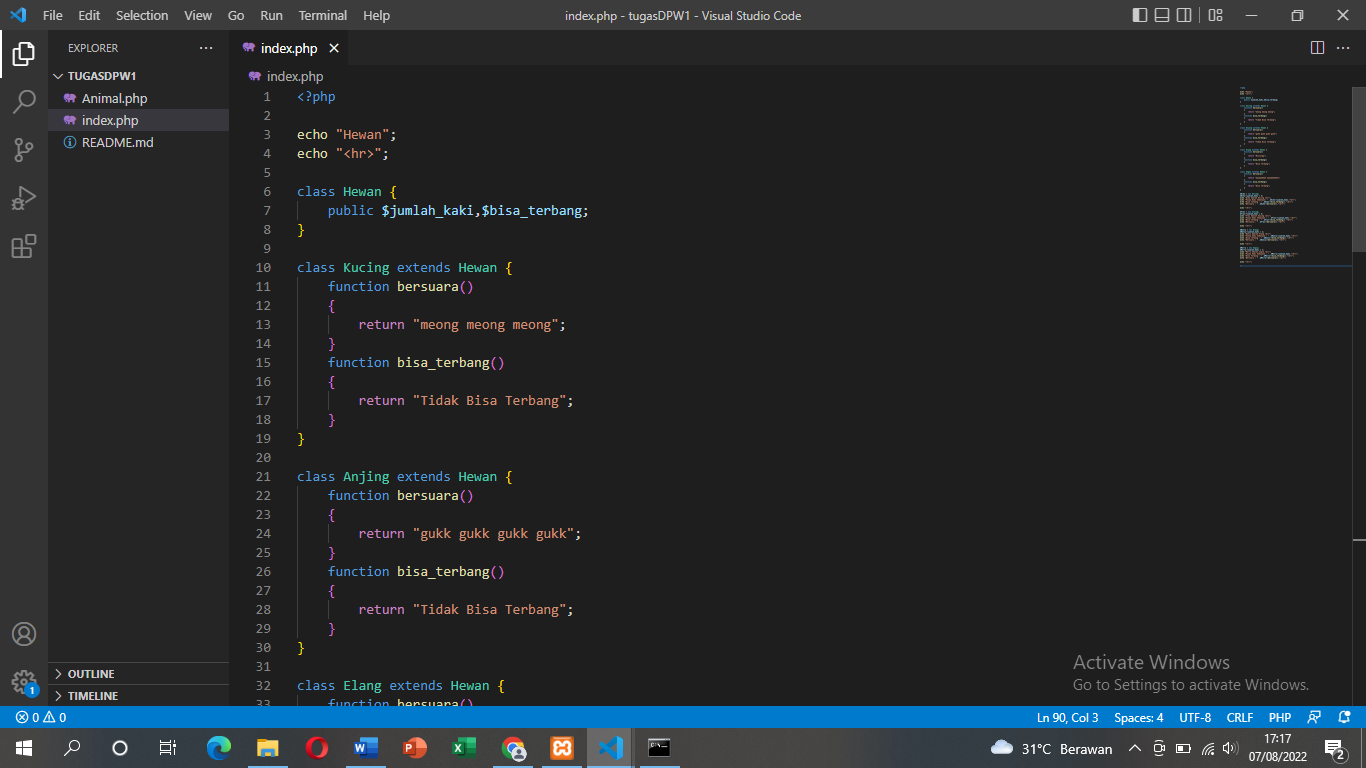 File Edit Selection View Go Run Terminal Help
index.php - tugasDPW1 - Visual Studio Code
EXPLORER
TUGASDPW1
Animal.php
index.php
README.md
OUTLINE
TIMELINE
index.php
index.php
1 <?php
2
3 echo "Hewan";
4 echo "<hr>";
5
6 class Hewan {
7 public $jumlah_kaki,$bisa_terbang;
8 }
9
10 class Kucing extends Hewan {
11 function bersuara()
12 {
13 return "meong meong meong";
14 }
15 function bisa_terbang()
16 {
17 return "Tidak Bisa Terbang";
18 }
19 }
20
21 class Anjing extends Hewan {
22 function bersuara()
23 {
24 return "gukk gukk gukk gukk";
25 }
26 function bisa_terbang()
27 {
28 return "Tidak Bisa Terbang";
29 }
30 }
31
32 class Elang extends Hewan {
33 function bersuara()
Activate Windows
Go to Settings to activate Windows.
1
0 0
Ln 90, Col 3 Spaces: 4 UTF-8 CRLF PHP
31°C Berawan
17:17
07/08/2022
2